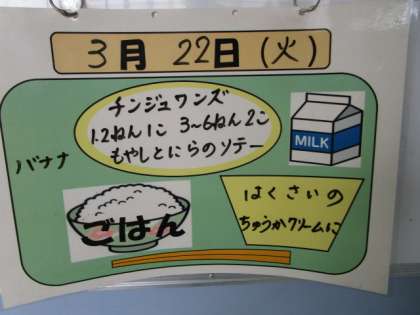 3月 22日(火)
チンジュワンズ
1.2ねん1こ 3~6ねん2こ
もやしとにらのソテー
MILK
バナナ
はくさいの
ちゅうかクリームに
ごはん